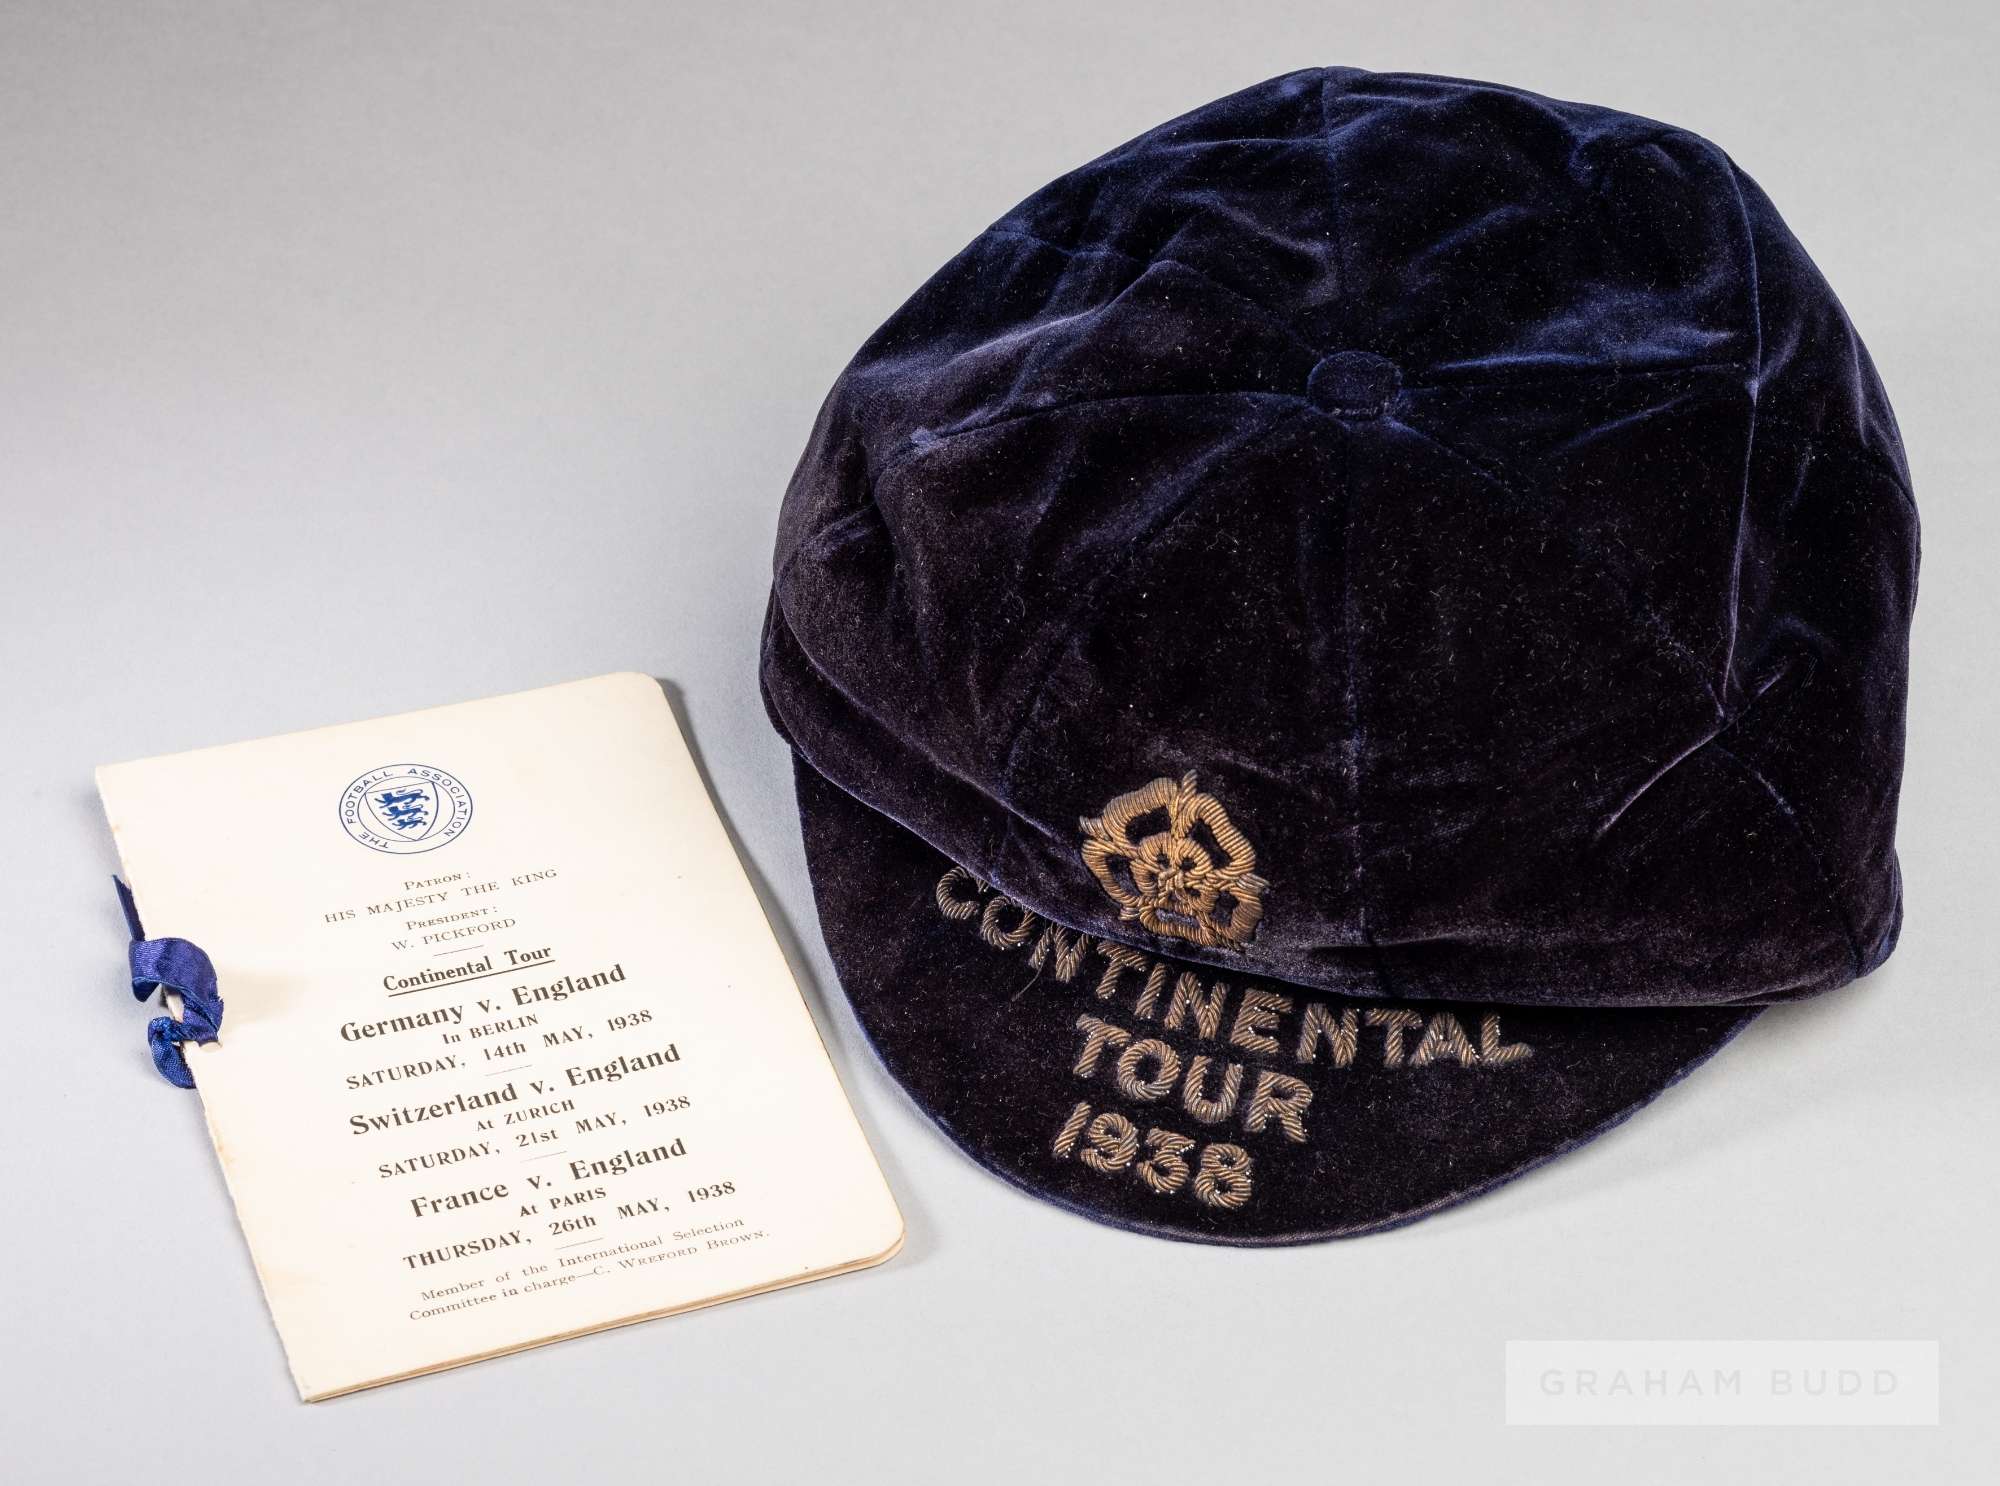 THE FOOTBALL ASSOCIATION
PATRON:
HIS MAJESTY THE KING
PRESIDENT:
W. PICKFORD
Continental Tour
Germany v. England
In BERLIN
SATURDAY, 14th MAY, 1938
Switzerland v. England
At ZURICH
SATURDAY, 21st MAY, 1938
France v. England
At PARIS
THURSDAY, 26th MAY, 1938
Member of the International Selection
Committee in charge—C. WREFORD BROWN.
CONTINENTAL
TOUR
1938
GRAHAM BUDD